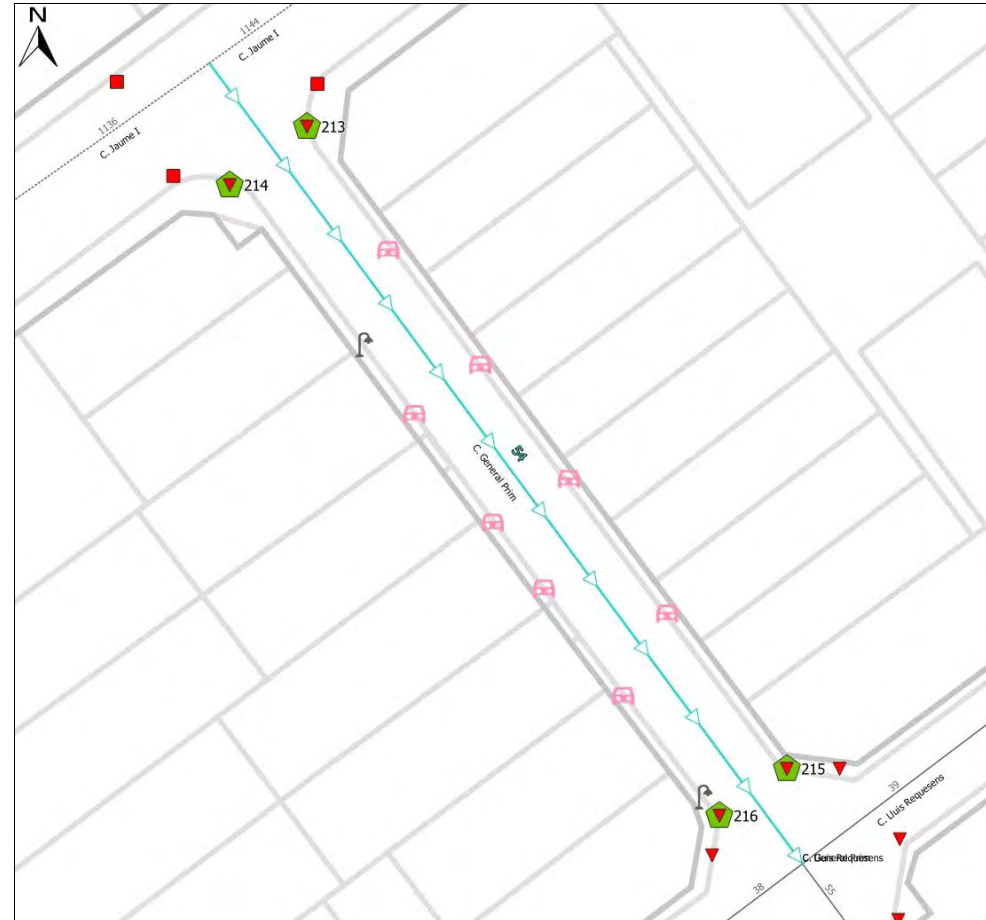 N
1144
C. Jaume I
1136
C. Jaume I
213
214
54
C. General Prim
215
216
39
C. Lluis Requesens
38
55